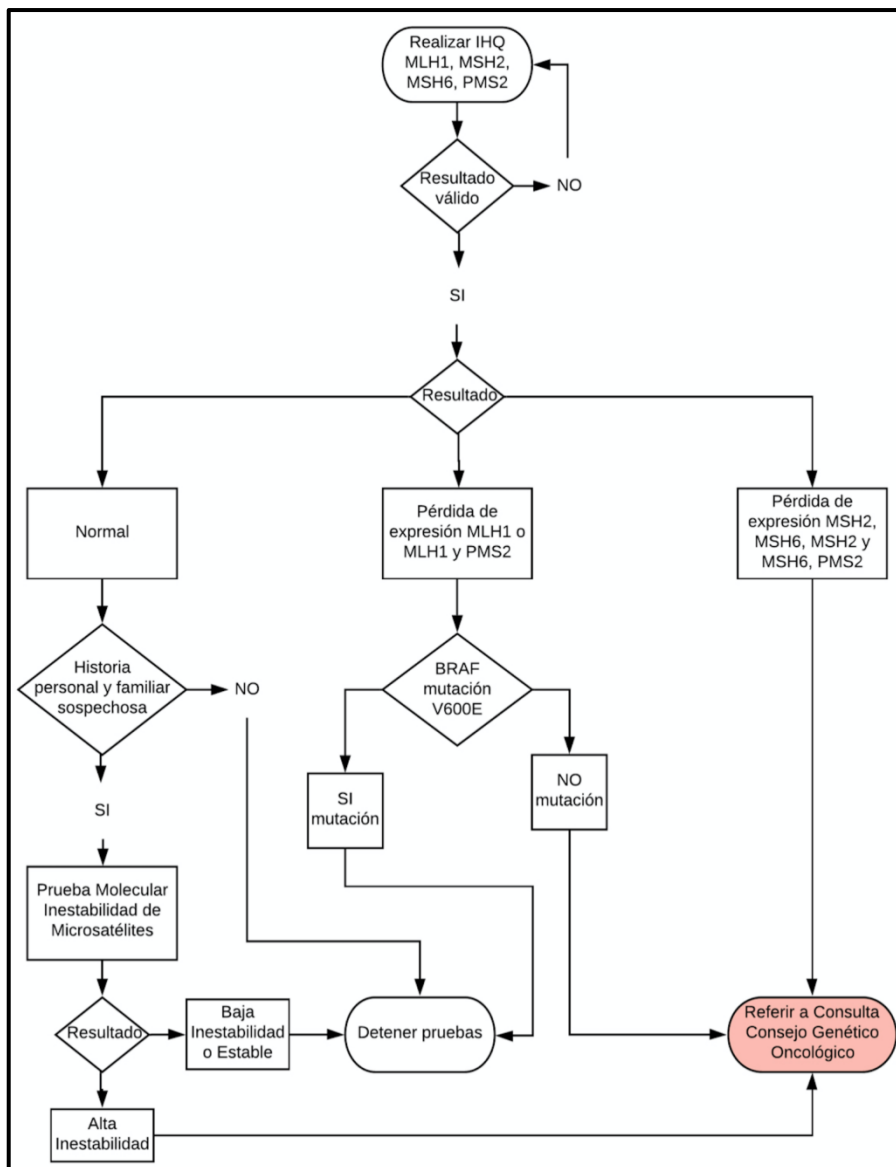 Realizar IHQ
MLH1, MSH2,
MSH6, PMS2
Resultado
válido
NO
SI
Resultado
Normal
Pérdida de
expresión MLH1 o
MLH1 y PMS2
Pérdida de
expresión MSH2,
MSH6, MSH2 y
MSH6, PMS2
Historia
personal y familiar
sospechosa
NO
BRAF
mutación
V600E
SI
mutación
NO
mutación
SI
Prueba Molecular
Inestabilidad de
Microsatélites
Resultado
Baja
Inestabilidad
o Estable
Detener pruebas
Referir a Consulta
Consejo Genético
Oncológico
Alta
Inestabilidad